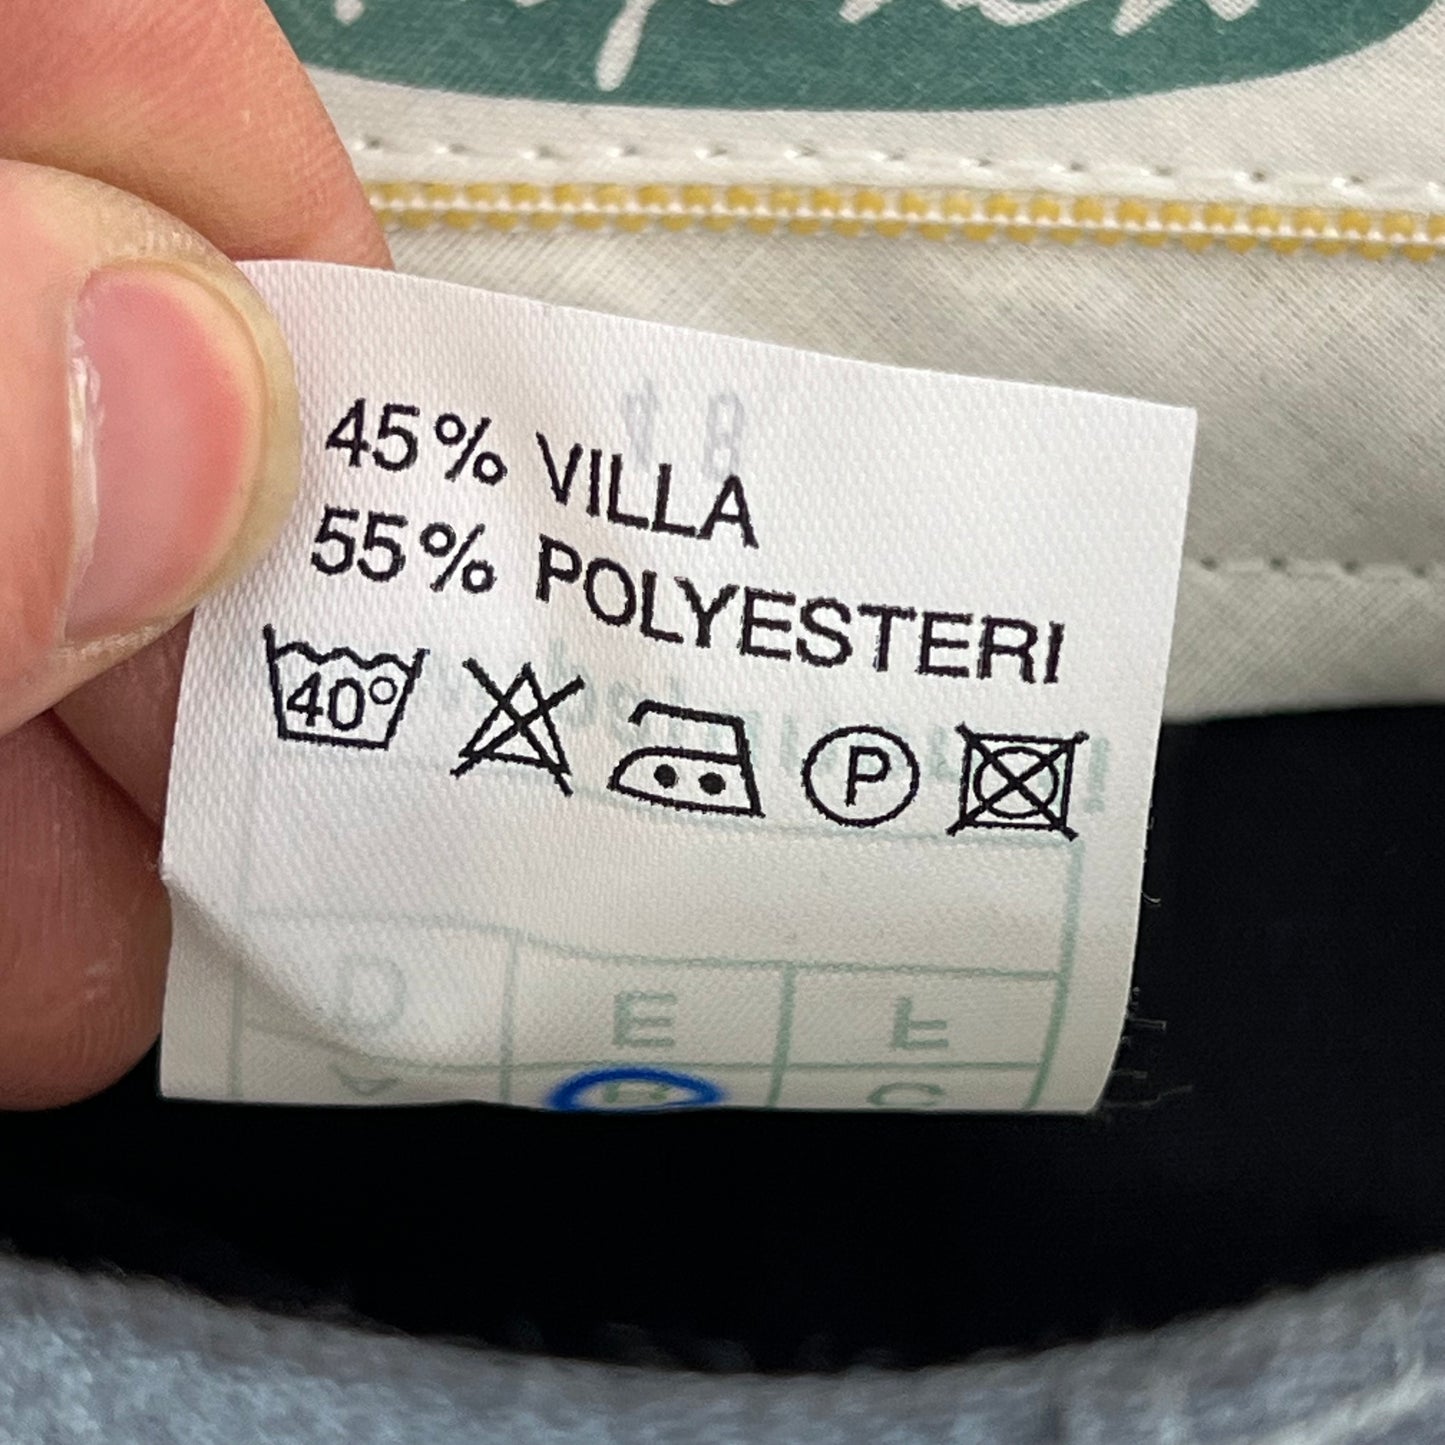 45% VILLA
55% POLYESTERI
40°
P